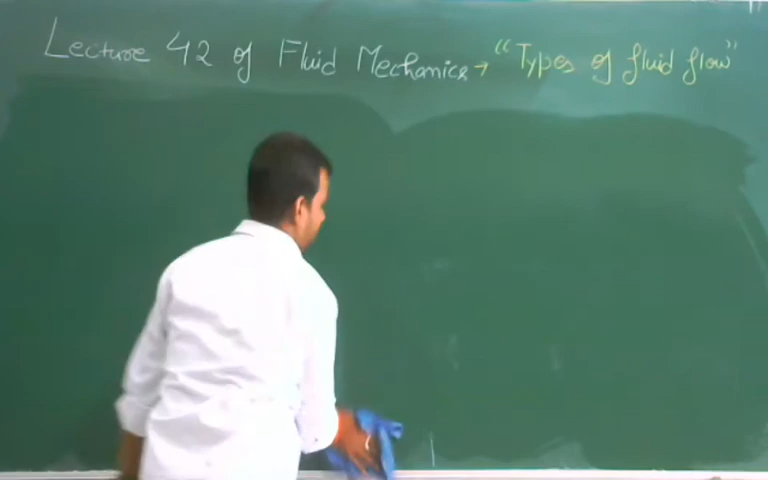 Lecture 42 of Fluid Mechanics → "Types of fluid flow"